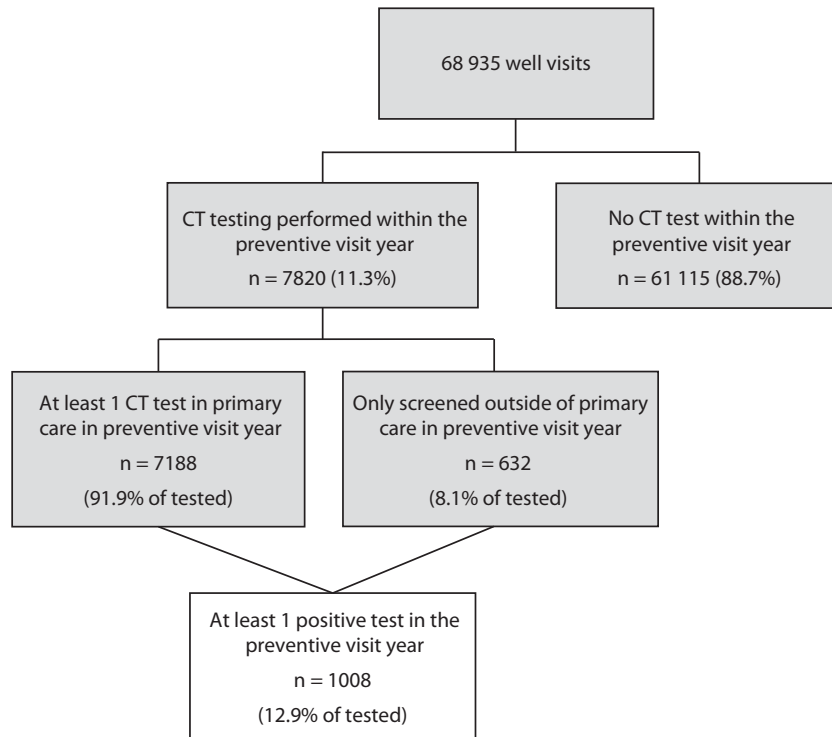 68 935 well visits
CT testing performed within the
preventive visit year
n = 7820 (11.3%)
No CT test within the
preventive visit year
n = 61 115 (88.7%)
At least 1 CT test in primary
care in preventive visit year
n = 7188
(91.9% of tested)
Only screened outside of primary
care in preventive visit year
n = 632
(8.1% of tested)
At least 1 positive test in the
preventive visit year
n = 1008
(12.9% of tested)